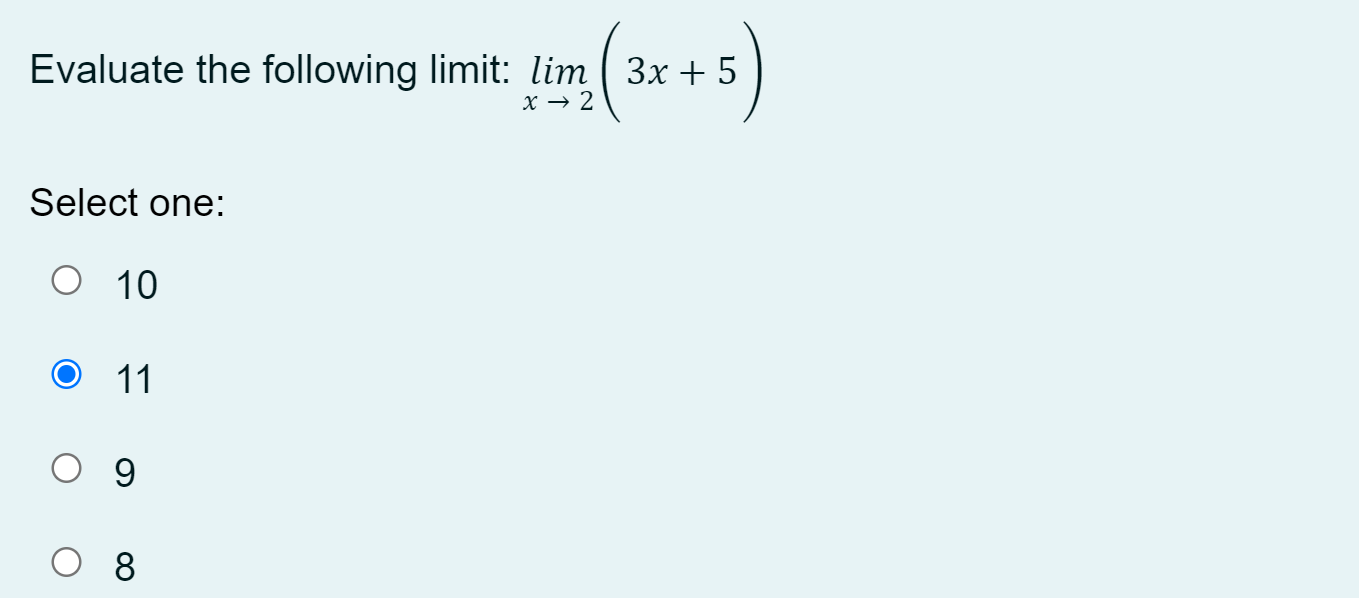 Evaluate the following limit: lim (3x + 5)
x → 2
Select one:
10
11
9
8